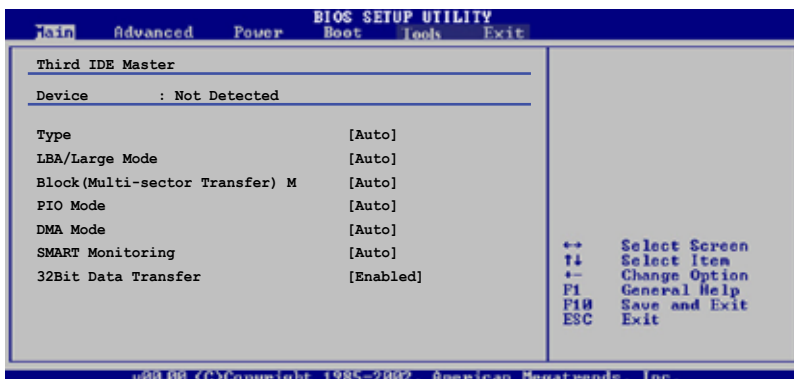 BIOS SETUP UTILITY
Main Advanced Power Boot Tools Exit
Third IDE Master
Device : Not Detected
Type [Auto]
LBA/Large Mode [Auto]
Block(Multi-sector Transfer) M [Auto]
PIO Mode [Auto]
DMA Mode [Auto]
SMART Monitoring [Auto]
32Bit Data Transfer [Enabled]
←→ Select Screen
↑↓ Select Item
+- Change Option
F1 General Help
F10 Save and Exit
ESC Exit
v00.00 (C)Copyright 1985-2002, American Megatrends, Inc.